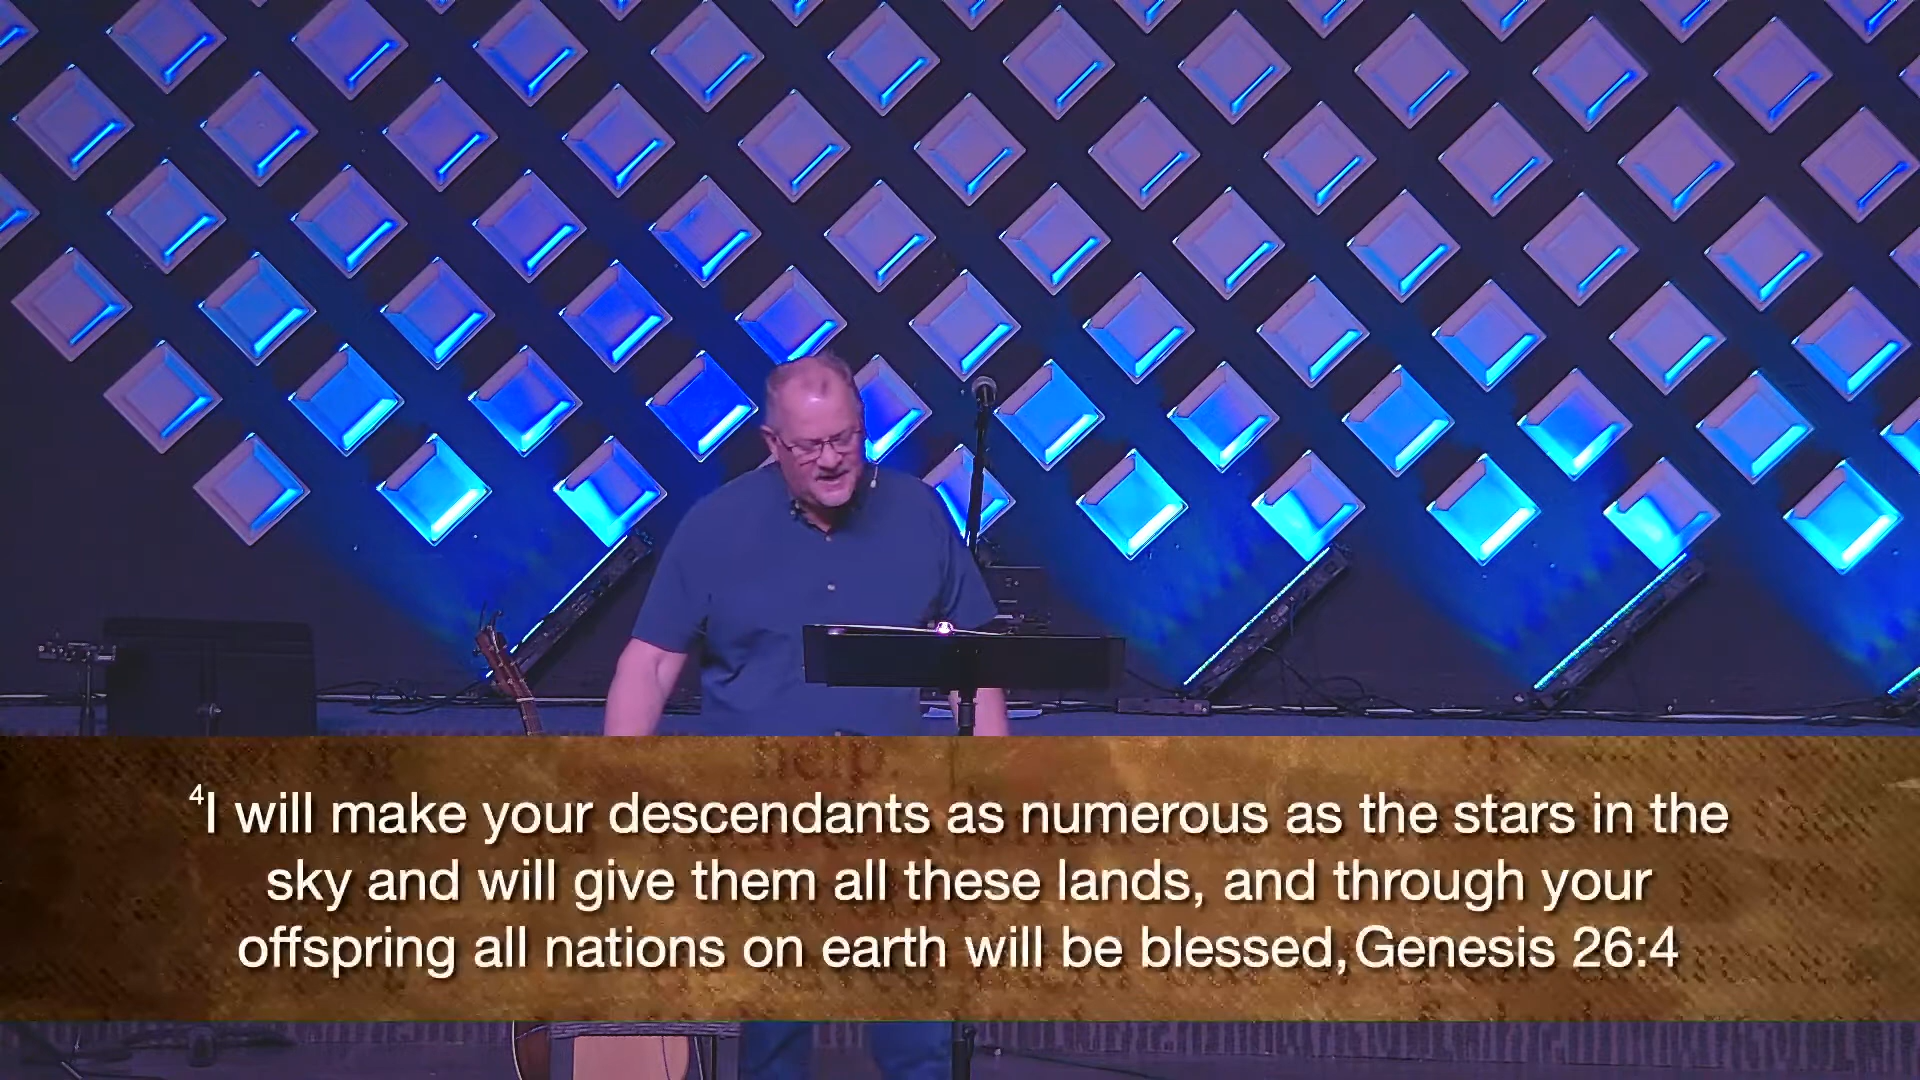 help.
⁴I will make your descendants as numerous as the stars in the
sky and will give them all these lands, and through your
offspring all nations on earth will be blessed,Genesis 26:4